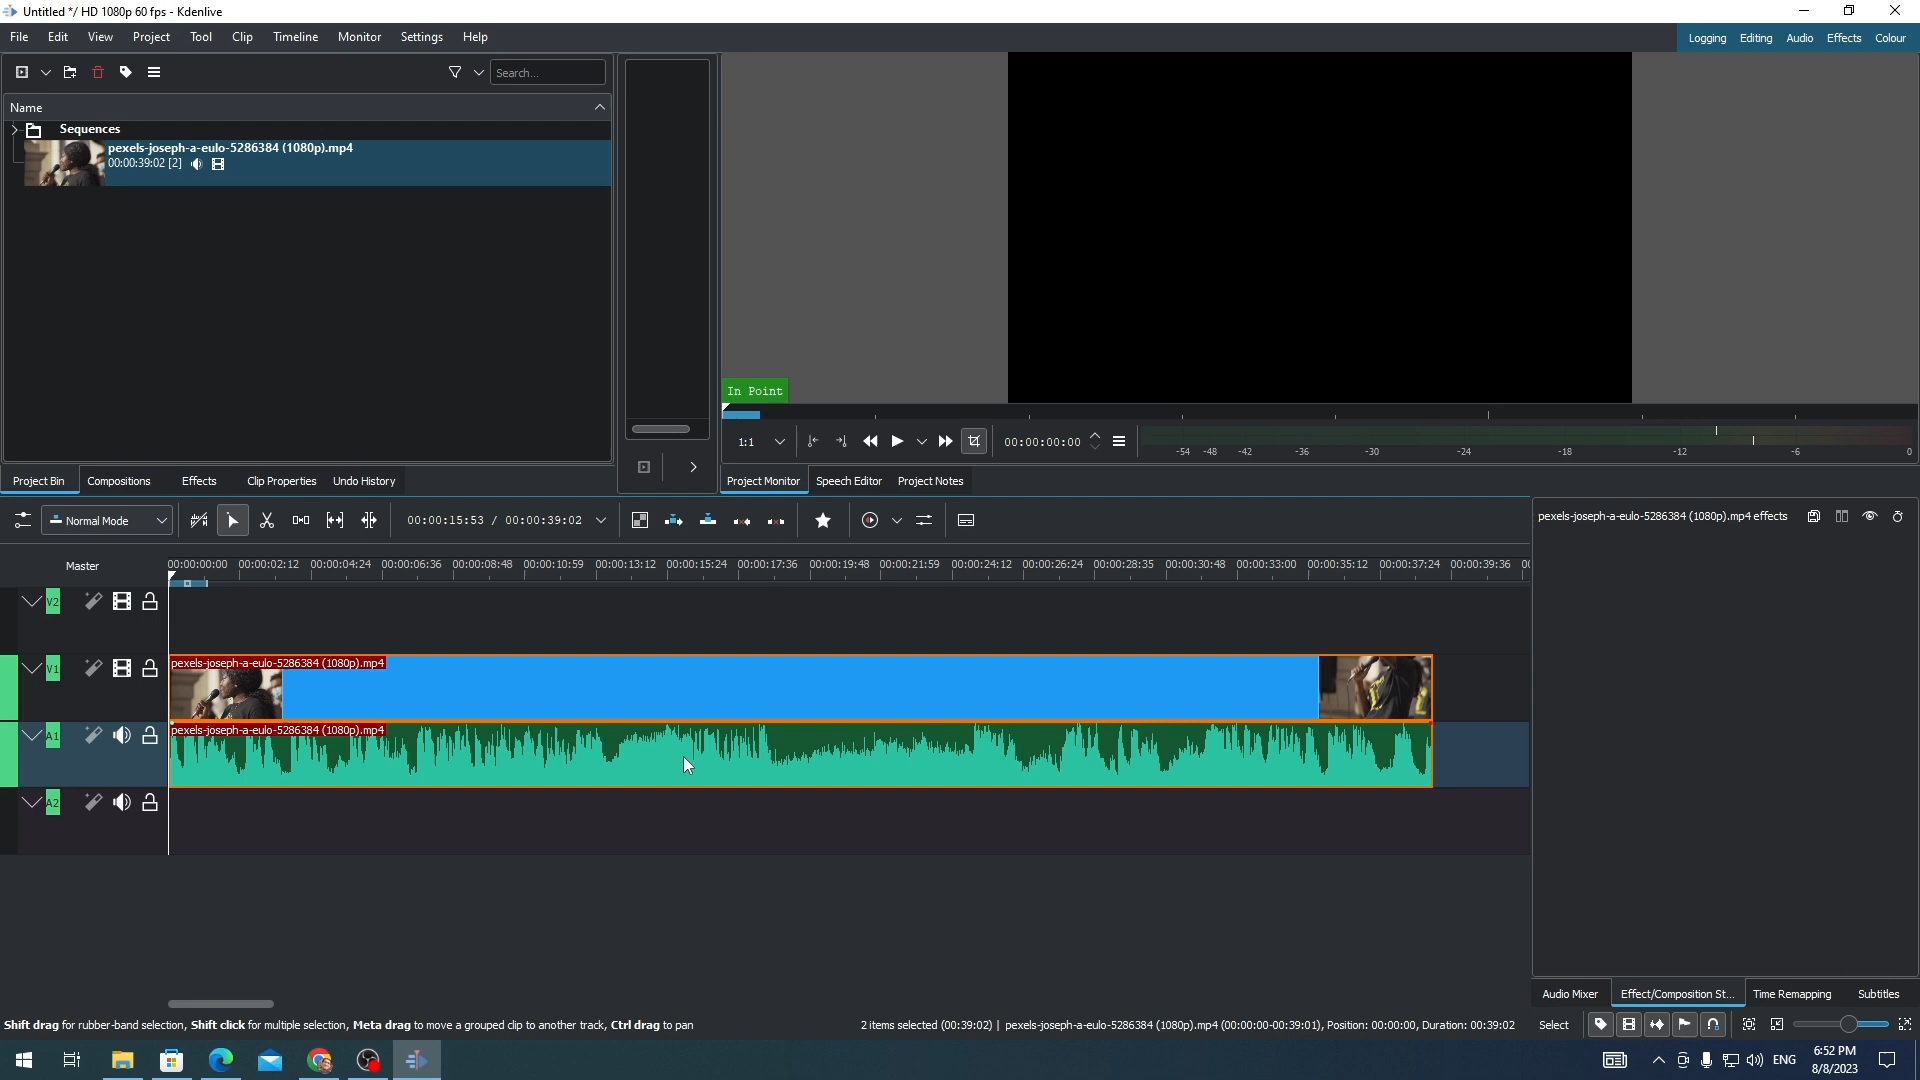 Untitled */ HD 1080p 60 fps - Kdenlive
File Edit View Project Tool Clip Timeline Monitor Settings Help
Logging Editing Audio Effects Colour
Search...
Name
Sequences
pexels-joseph-a-eulo-5286384 (1080p).mp4
00:00:39:02 [2]
In Point
1:1
00:00:00:00
-54 -48 -42 -36 -30 -24 -18 -12 -6 0
Project Bin Compositions Effects Clip Properties Undo History
Project Monitor Speech Editor Project Notes
Normal Mode
00:00:15:53 / 00:00:39:02
pexels-joseph-a-eulo-5286384 (1080p).mp4 effects
Master
00:00:00:00 00:00:02:12 00:00:04:24 00:00:06:36 00:00:08:48 00:00:10:59 00:00:13:12 00:00:15:24 00:00:17:36 00:00:19:48 00:00:21:59 00:00:24:12 00:00:26:24 00:00:28:35 00:00:30:48 00:00:33:00 00:00:35:12 00:00:37:24 00:00:39:36
V2
V1
pexels-joseph-a-eulo-5286384 (1080p).mp4
A1
pexels-joseph-a-eulo-5286384 (1080p).mp4
A2
Audio Mixer Effect/Composition St... Time Remapping Subtitles
Shift drag for rubber-band selection, Shift click for multiple selection, Meta drag to move a grouped clip to another track, Ctrl drag to pan
2 items selected (00:39:02) | pexels-joseph-a-eulo-5286384 (1080p).mp4 (00:00:00-00:39:01), Position: 00:00:00, Duration: 00:39:02
Select
ENG
6:52 PM
8/8/2023